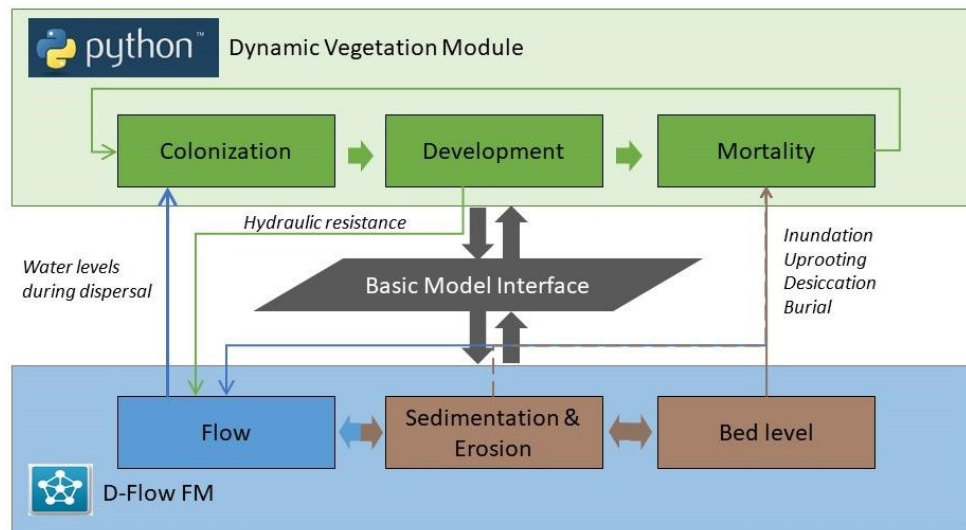 python™
Dynamic Vegetation Module
Colonization
Development
Mortality
Hydraulic resistance
Water levels
during dispersal
Basic Model Interface
Inundation
Uprooting
Desiccation
Burial
Flow
Sedimentation &
Erosion
Bed level
D-Flow FM